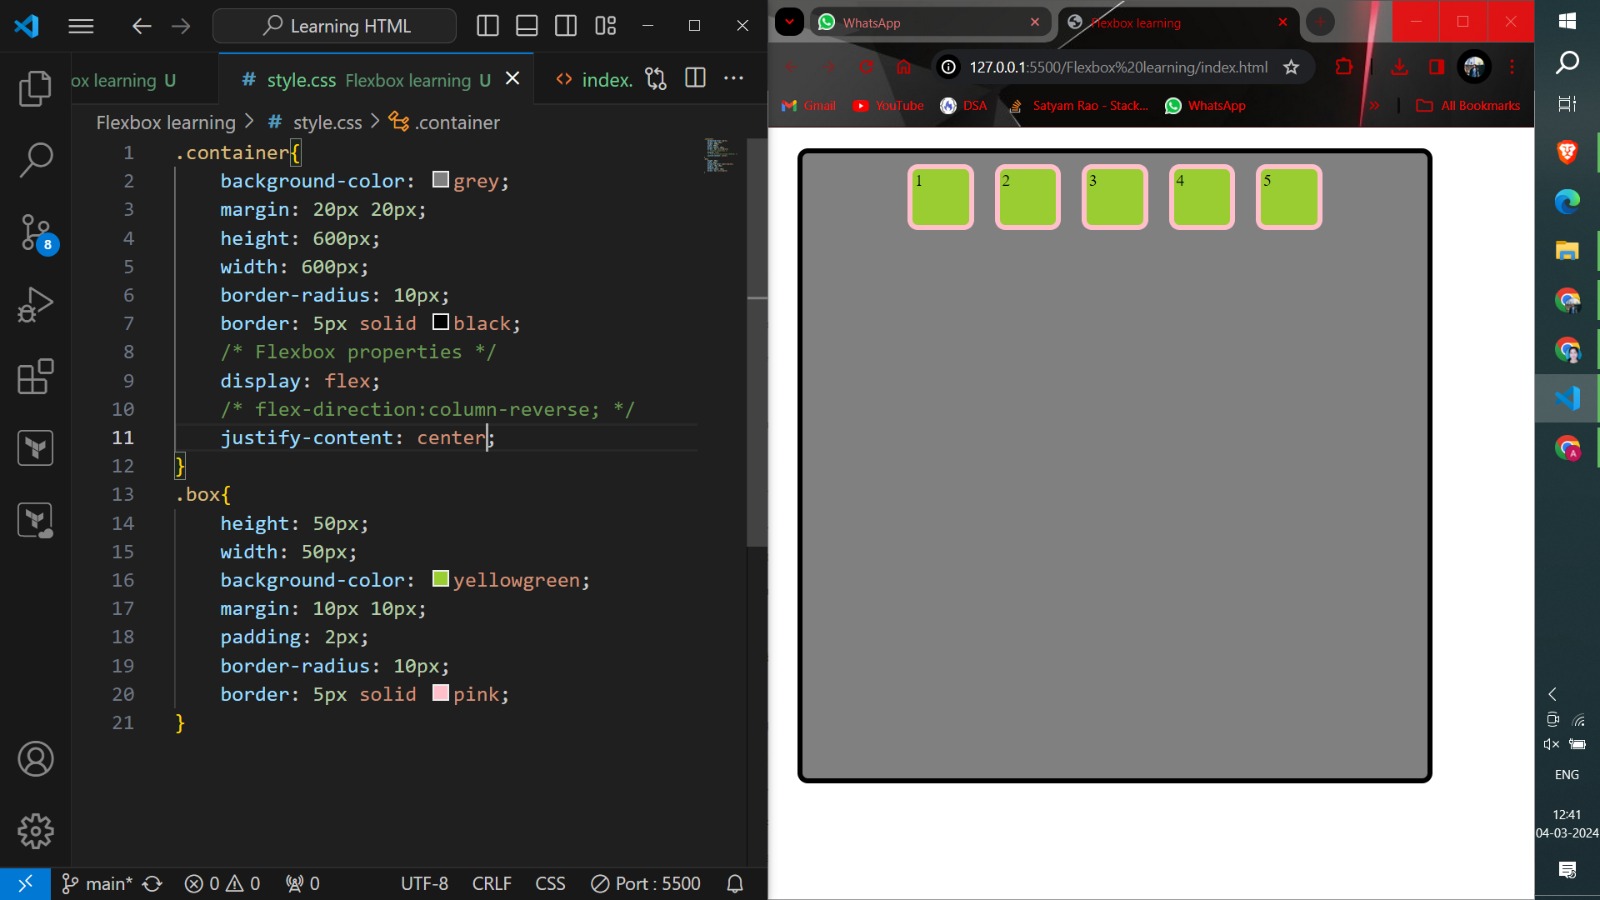 Learning HTML
ox learning U
# style.css Flexbox learning U
<> index.
Flexbox learning > # style.css > .container
1 .container{
2 background-color: grey;
3 margin: 20px 20px;
4 height: 600px;
5 width: 600px;
6 border-radius: 10px;
7 border: 5px solid black;
8 /* Flexbox properties */
9 display: flex;
10 /* flex-direction:column-reverse; */
11 justify-content: center;
12 }
13 .box{
14 height: 50px;
15 width: 50px;
16 background-color: yellowgreen;
17 margin: 10px 10px;
18 padding: 2px;
19 border-radius: 10px;
20 border: 5px solid pink;
21 }
8
main* 0 0 0 UTF-8 CRLF CSS Port : 5500
WhatsApp
Flexbox learning
127.0.0.1:5500/Flexbox%20learning/index.html
Gmail YouTube DSA Satyam Rao - Stack... WhatsApp » All Bookmarks
1 2 3 4 5
A
ENG
12:41
04-03-2024